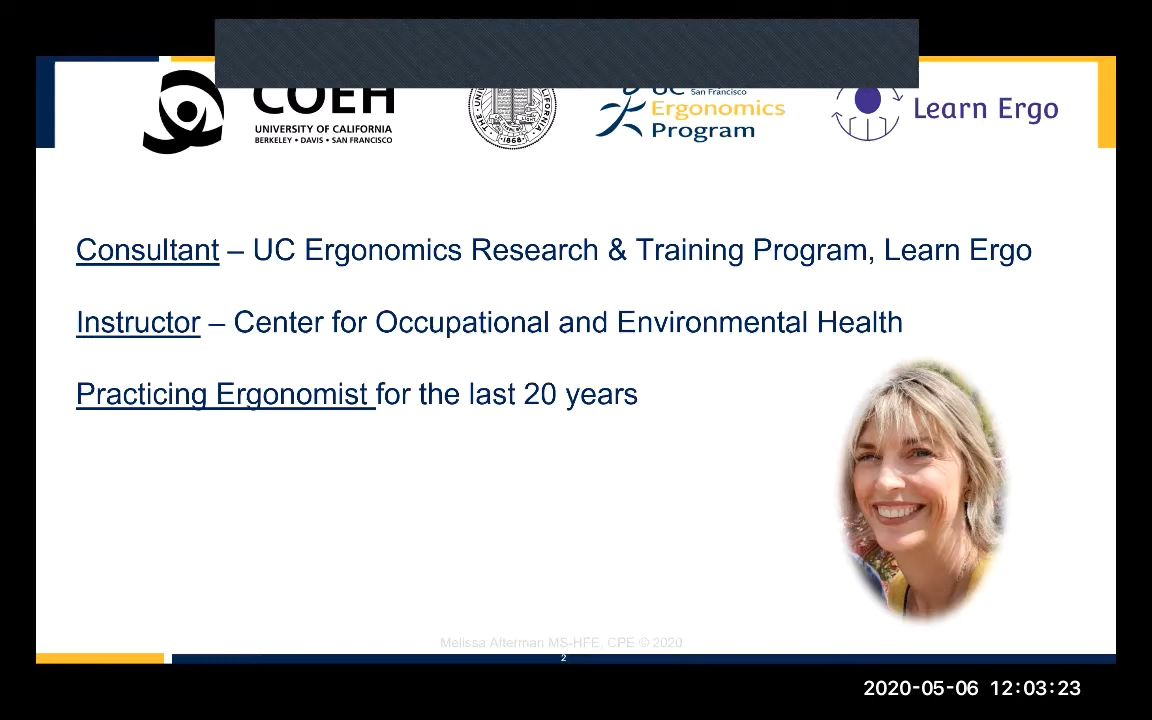 COEH
UNIVERSITY OF CALIFORNIA
BERKELEY • DAVIS • SAN FRANCISCO
1868
UC San Francisco
Ergonomics
Program
Learn Ergo
Consultant – UC Ergonomics Research & Training Program, Learn Ergo
Instructor – Center for Occupational and Environmental Health
Practicing Ergonomist for the last 20 years
Melissa Afterman MS-HFE, CPE © 2020
2
2020-05-06 12:03:23